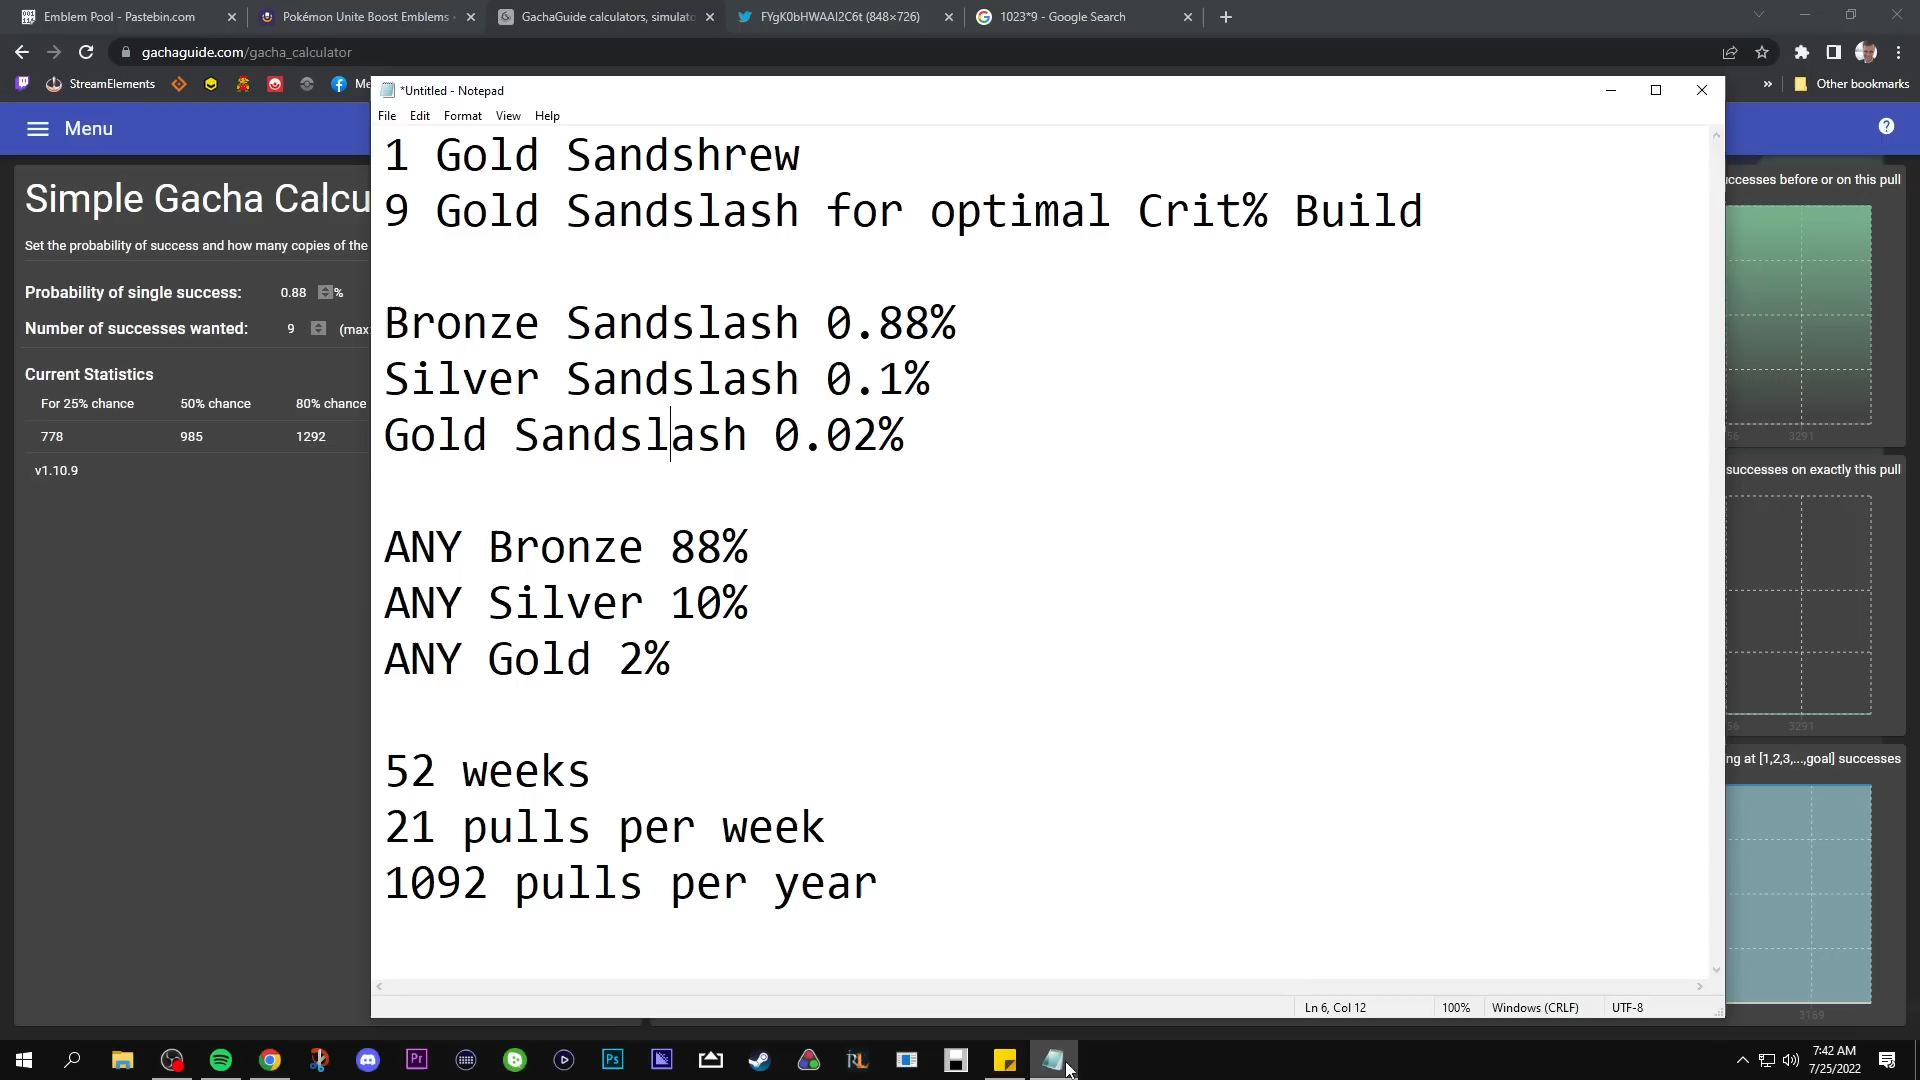 Emblem Pool - Pastebin.com
Pokémon Unite Boost Emblems
GachaGuide calculators, simulato
FYgK0bHWAAI2C6t (848×726)
1023*9 - Google Search
gachaguide.com/gacha_calculator
StreamElements
Me
Other bookmarks
Menu
*Untitled - Notepad
File Edit Format View Help
1 Gold Sandshrew
9 Gold Sandslash for optimal Crit% Build
Bronze Sandslash 0.88%
Silver Sandslash 0.1%
Gold Sandslash 0.02%
ANY Bronze 88%
ANY Silver 10%
ANY Gold 2%
52 weeks
21 pulls per week
1092 pulls per year
Ln 6, Col 12
100%
Windows (CRLF)
UTF-8
Simple Gacha Calcu
Set the probability of success and how many copies of the
Probability of single success: 0.88 %
Number of successes wanted: 9 (max
Current Statistics
For 25% chance 50% chance 80% chance
778 985 1292
v1.10.9
ccesses before or on this pull
56 3291
successes on exactly this pull
56 3291
ng at [1,2,3,...,goal] successes
3169
7:42 AM
7/25/2022